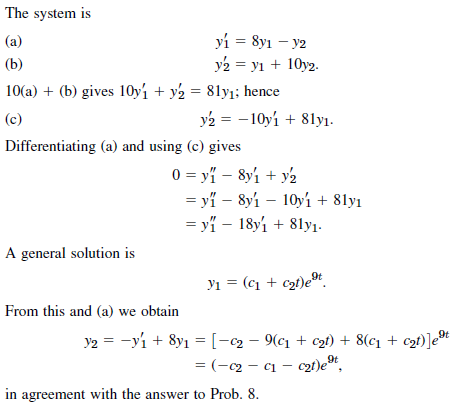 The system is
(a) y₁′ = 8y₁ − y₂
(b) y₂′ = y₁ + 10y₂.
10(a) + (b) gives 10y₁′ + y₂′ = 81y₁; hence
(c) y₂′ = −10y₁′ + 81y₁.
Differentiating (a) and using (c) gives
0 = y₁″ − 8y₁′ + y₂′
= y₁″ − 8y₁′ − 10y₁′ + 81y₁
= y₁″ − 18y₁′ + 81y₁.
A general solution is
y₁ = (c₁ + c₂t)e⁹ᵗ.
From this and (a) we obtain
y₂ = −y₁′ + 8y₁ = [−c₂ − 9(c₁ + c₂t) + 8(c₁ + c₂t)]e⁹ᵗ
= (−c₂ − c₁ − c₂t)e⁹ᵗ,
in agreement with the answer to Prob. 8.